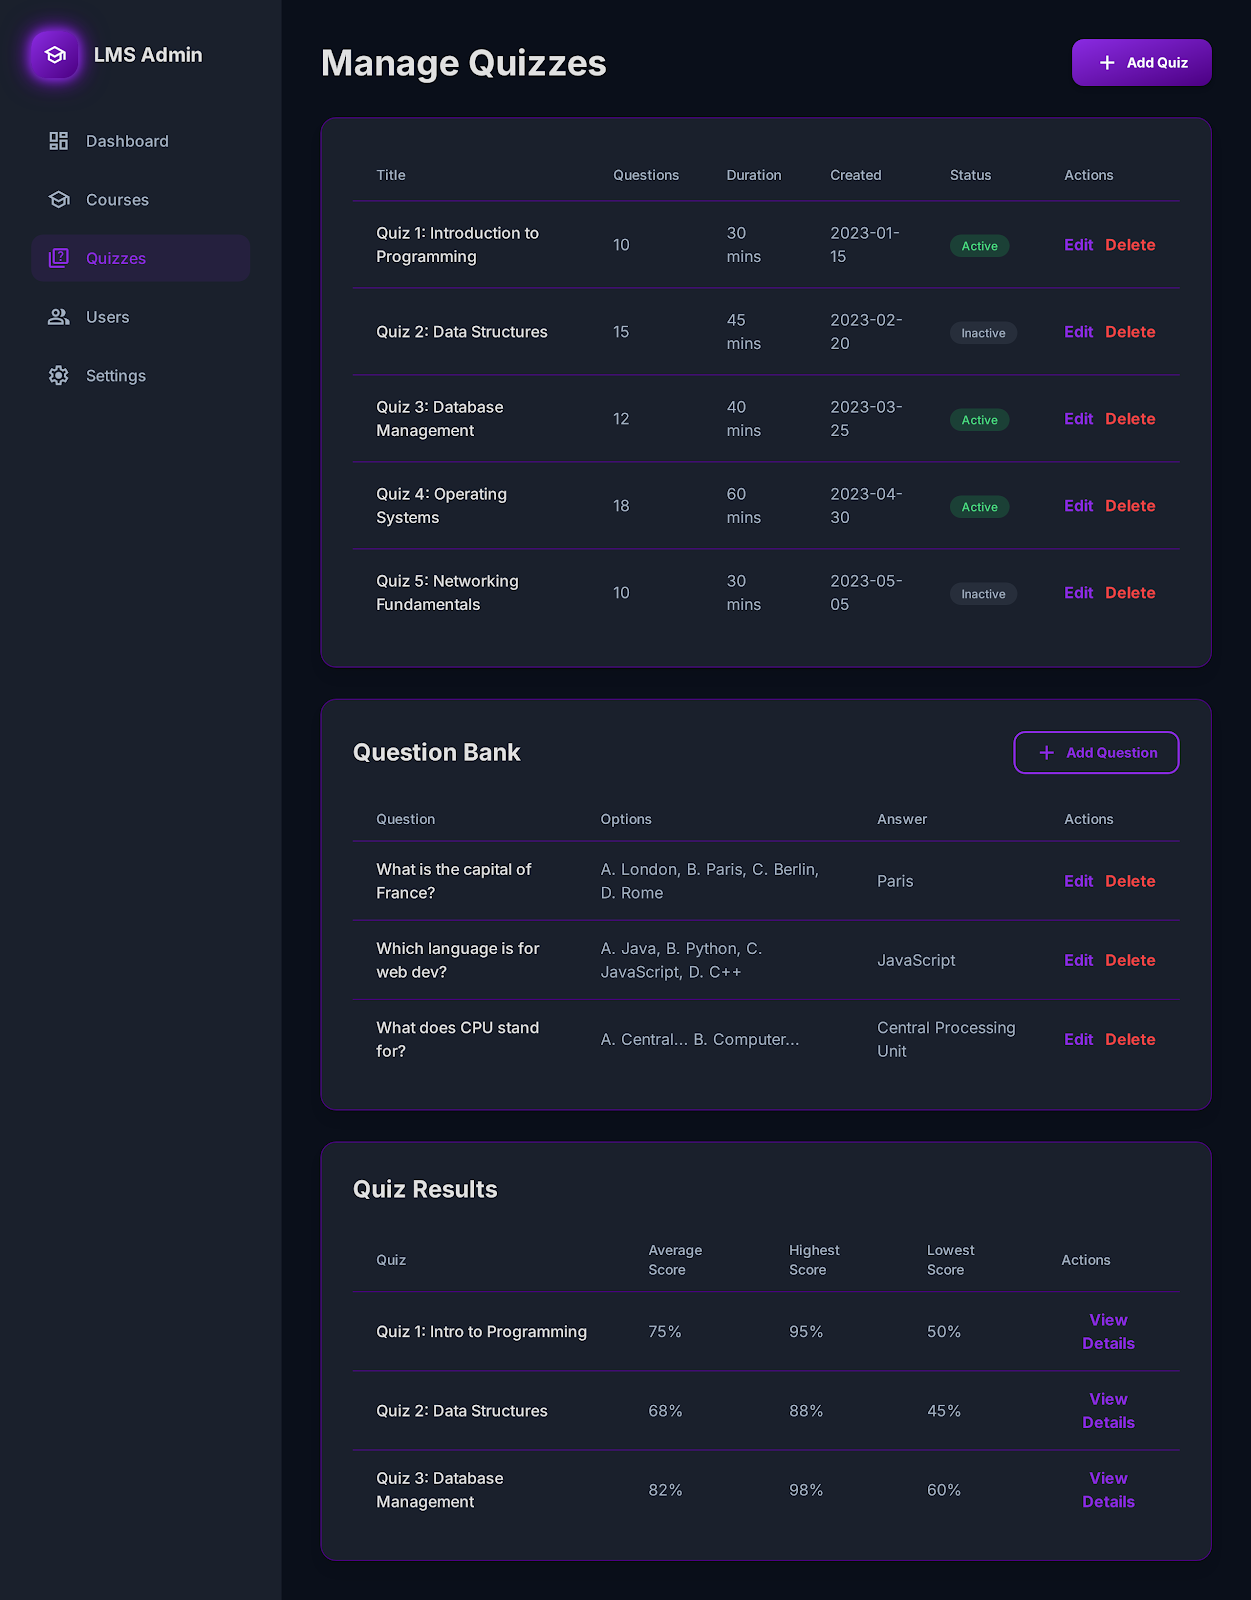 LMS Admin
Dashboard
Courses
Quizzes
Users
Settings
Manage Quizzes
Add Quiz
Title Questions Duration Created Status Actions
Quiz 1: Introduction to
Programming
10
30
mins
2023-01-
15
Active
Edit Delete
Quiz 2: Data Structures
15
45
mins
2023-02-
20
Inactive
Edit Delete
Quiz 3: Database
Management
12
40
mins
2023-03-
25
Active
Edit Delete
Quiz 4: Operating
Systems
18
60
mins
2023-04-
30
Active
Edit Delete
Quiz 5: Networking
Fundamentals
10
30
mins
2023-05-
05
Inactive
Edit Delete
Question Bank
Add Question
Question Options Answer Actions
What is the capital of
France?
A. London, B. Paris, C. Berlin,
D. Rome
Paris
Edit Delete
Which language is for
web dev?
A. Java, B. Python, C.
JavaScript, D. C++
JavaScript
Edit Delete
What does CPU stand
for?
A. Central... B. Computer...
Central Processing
Unit
Edit Delete
Quiz Results
Quiz
Average
Score
Highest
Score
Lowest
Score
Actions
Quiz 1: Intro to Programming
75%
95%
50%
View
Details
Quiz 2: Data Structures
68%
88%
45%
View
Details
Quiz 3: Database
Management
82%
98%
60%
View
Details